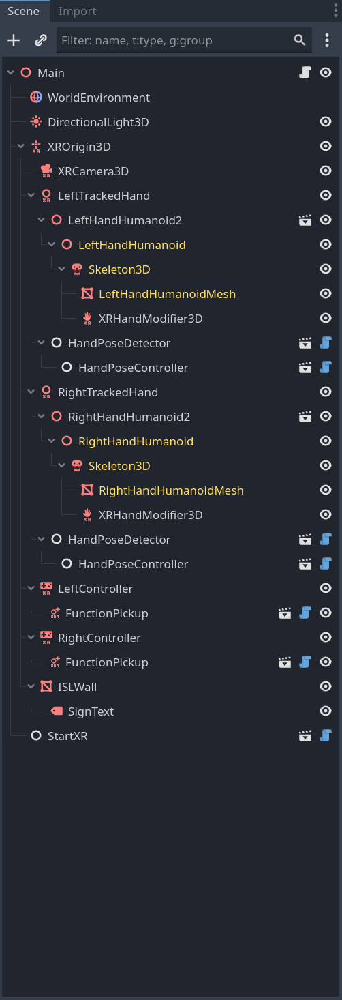 Scene Import
Filter: name, t:type, g:group
Main
WorldEnvironment
DirectionalLight3D
XROrigin3D
XRCamera3D
LeftTrackedHand
LeftHandHumanoid2
LeftHandHumanoid
Skeleton3D
LeftHandHumanoidMesh
XRHandModifier3D
HandPoseDetector
HandPoseController
RightTrackedHand
RightHandHumanoid2
RightHandHumanoid
Skeleton3D
RightHandHumanoidMesh
XRHandModifier3D
HandPoseDetector
HandPoseController
LeftController
FunctionPickup
RightController
FunctionPickup
ISLWall
SignText
StartXR